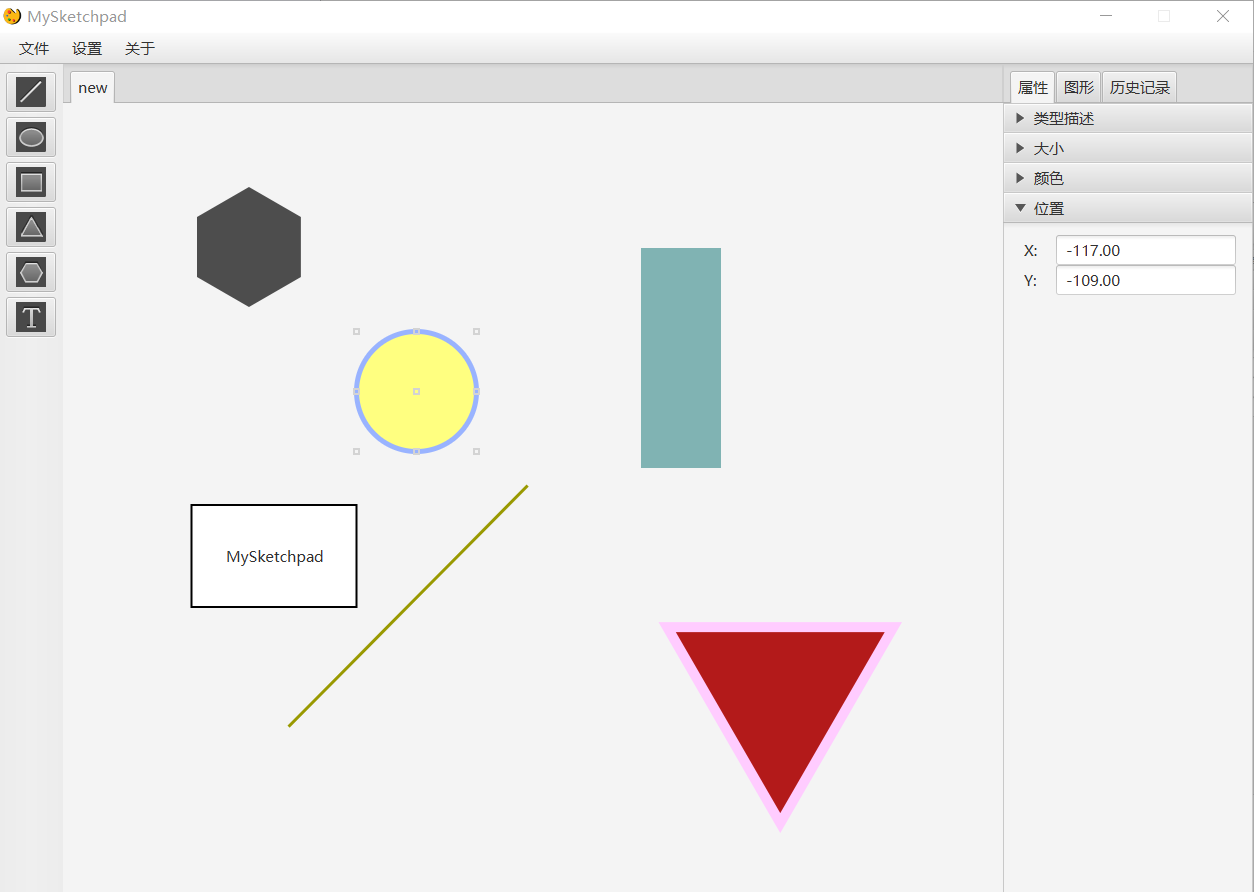 MySketchpad
文件 设置 关于
new
属性 图形 历史记录
类型描述
大小
颜色
位置
X: -117.00
Y: -109.00
T
MySketchpad